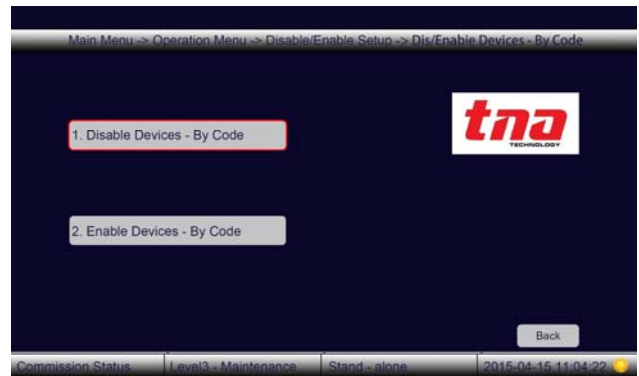 Main Menu -> Operation Menu -> Disable/Enable Setup -> Dis/Enable Devices - By Code
tna
TECHNOLOGY
1. Disable Devices - By Code
2. Enable Devices - By Code
Back
Commission Status Level3 - Maintenance Stand - alone 2015-04-15 11:04:22